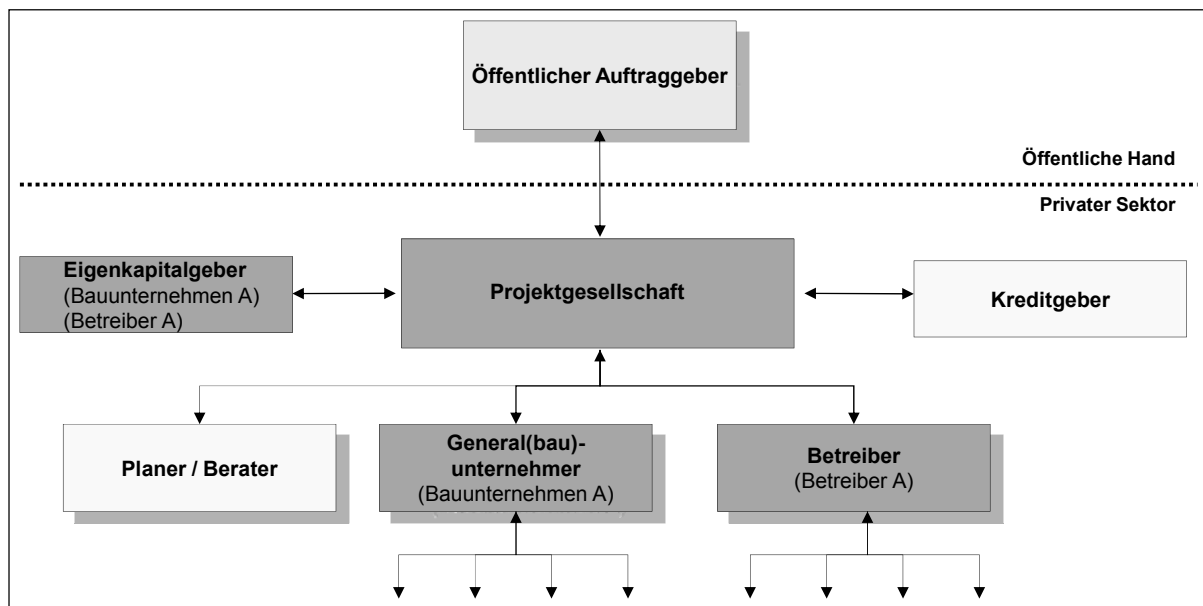 Öffentlicher Auftraggeber
Öffentliche Hand
Privater Sektor
Eigenkapitalgeber
(Bauunternehmen A)
(Betreiber A)
Projektgesellschaft
Kreditgeber
Planer / Berater
General(bau)-
unternehmer
(Bauunternehmen A)
Betreiber
(Betreiber A)